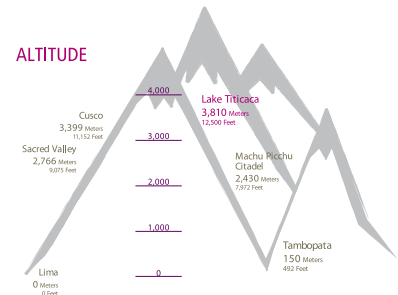 ALTITUDE
4,000
3,000
2,000
1,000
0
Cusco
3,399 Meters
11,152 Feet
Sacred Valley
2,766 Meters
9,075 Feet
Lima
0 Meters
0 Feet
Lake Titicaca
3,810 Meters
12,500 Feet
Machu Picchu
Citadel
2,430 Meters
7,972 Feet
Tambopata
150 Meters
492 Feet